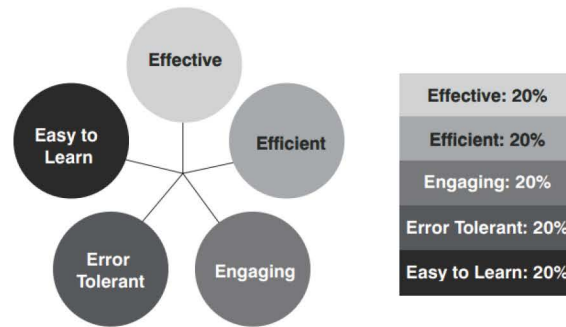 Effective
Easy to
Learn
Efficient
Error
Tolerant
Engaging
Effective: 20%
Efficient: 20%
Engaging: 20%
Error Tolerant: 20%
Easy to Learn: 20%